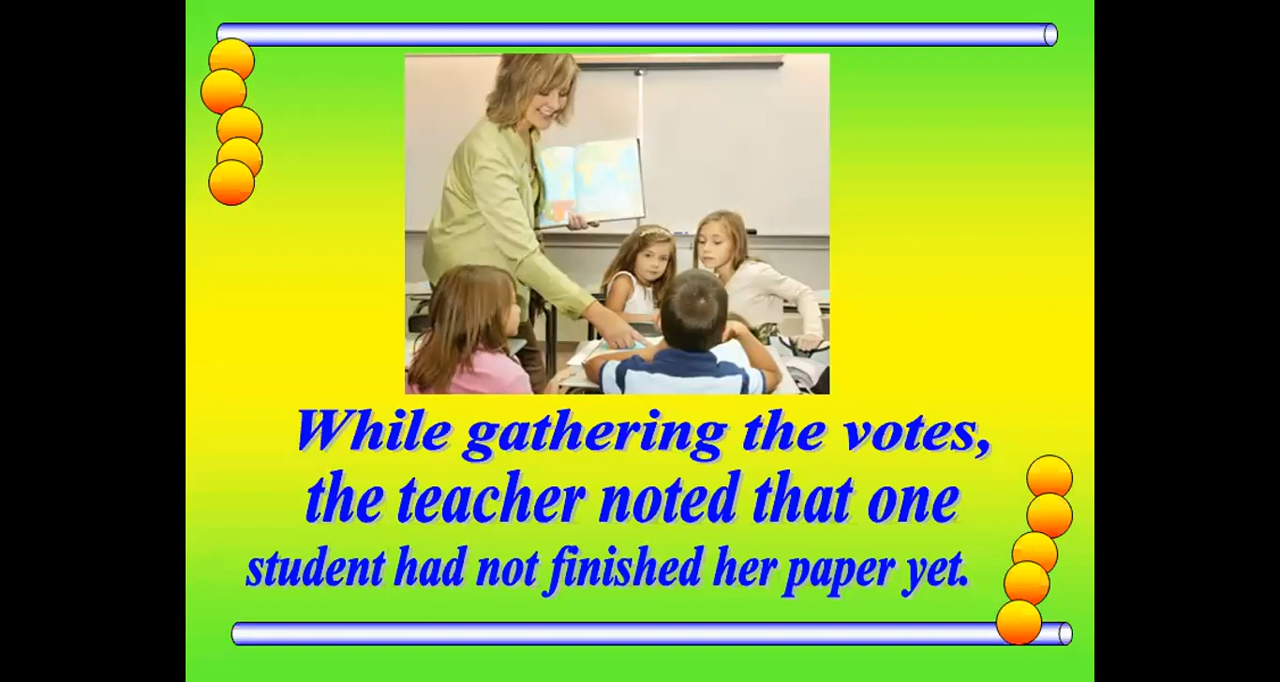 While gathering the votes,
the teacher noted that one
student had not finished her paper yet.